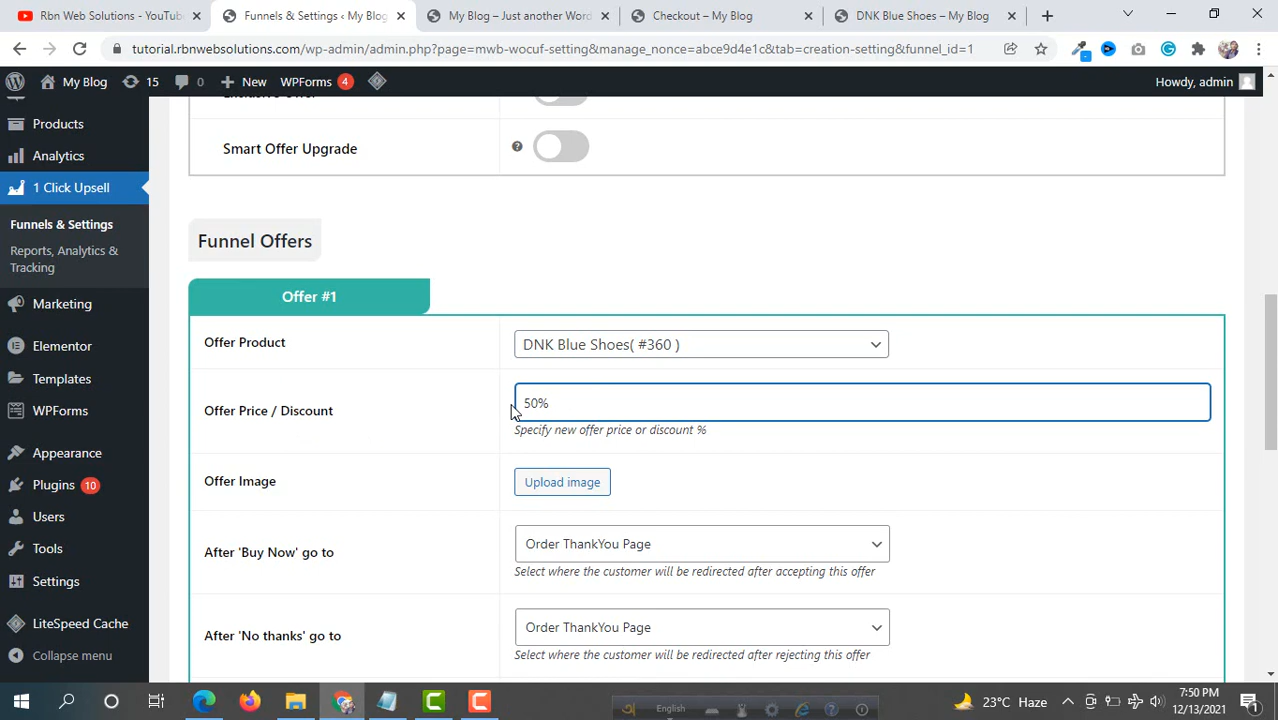 Rbn Web Solutions - YouTube
Funnels & Settings ‹ My Blog
My Blog – Just another Word
Checkout – My Blog
DNK Blue Shoes – My Blog
tutorial.rbnwebsolutions.com/wp-admin/admin.php?page=mwb-wocuf-setting&manage_nonce=abce9d4e1c&tab=creation-setting&funnel_id=1
My Blog
15
0
New
WPForms
4
Howdy, admin
Products
Analytics
1 Click Upsell
Funnels & Settings
Reports, Analytics &
Tracking
Marketing
Elementor
Templates
WPForms
Appearance
Plugins 10
Users
Tools
Settings
LiteSpeed Cache
Collapse menu
Exclusive Offer
Smart Offer Upgrade
Funnel Offers
Offer #1
Offer Product
DNK Blue Shoes( #360 )
Offer Price / Discount
50%
Specify new offer price or discount %
Offer Image
Upload image
After 'Buy Now' go to
Order ThankYou Page
Select where the customer will be redirected after accepting this offer
After 'No thanks' go to
Order ThankYou Page
Select where the customer will be redirected after rejecting this offer
English
23°C Haze
7:50 PM
12/13/2021
1